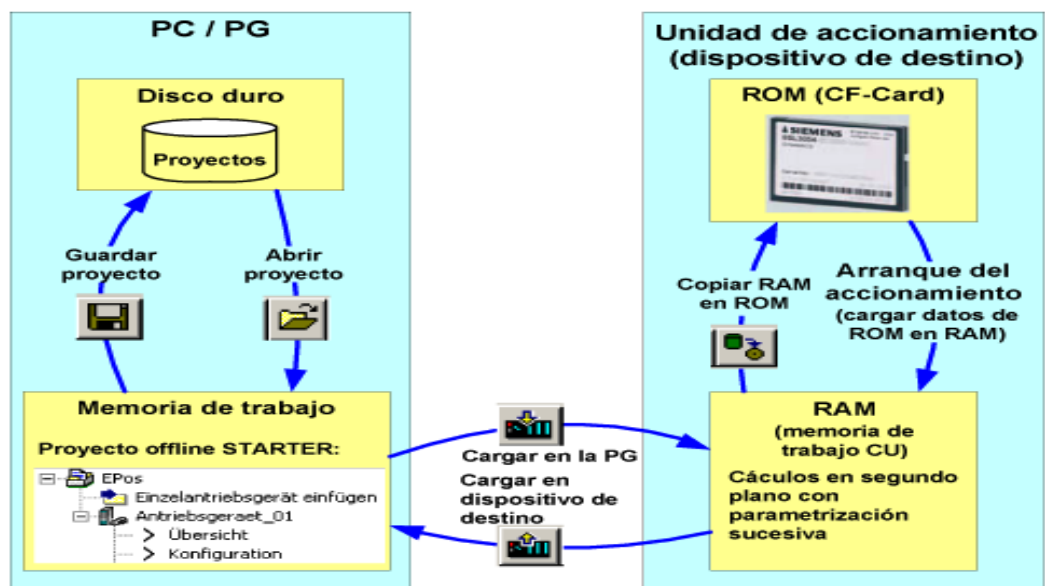 PC / PG
Disco duro
Proyectos
Guardar
proyecto
Abrir
proyecto
Memoria de trabajo
Proyecto offline STARTER:
EPos
Einzelantriebsgerät einfügen
Antriebsgeraet_01
Übersicht
Konfiguration
Cargar en la PG
Cargar en
dispositivo de
destino
Unidad de accionamiento
(dispositivo de destino)
ROM (CF-Card)
SIEMENS
Copiar RAM
en ROM
Arranque del
accionamiento
(cargar datos de
ROM en RAM)
RAM
(memoria de
trabajo CU)
Cáculos en segundo
plano con
parametrización
sucesiva